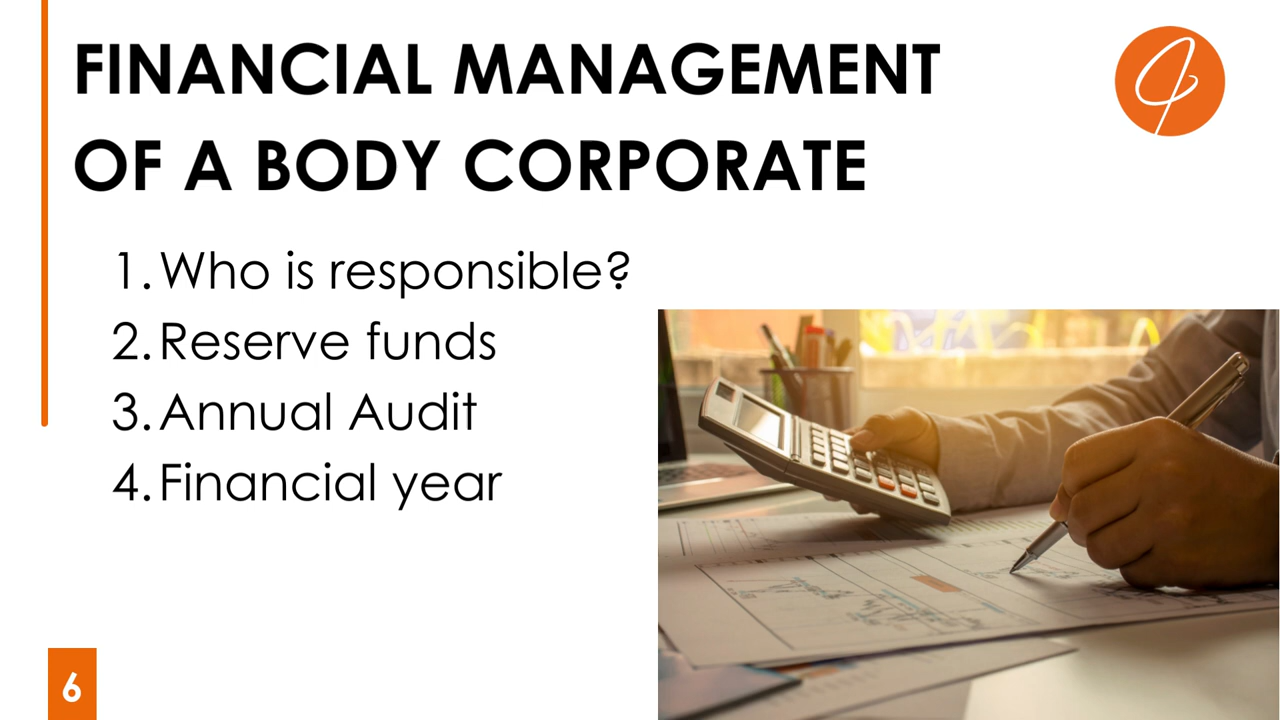 FINANCIAL MANAGEMENT
OF A BODY CORPORATE
1. Who is responsible?
2. Reserve funds
3. Annual Audit
4. Financial year
6